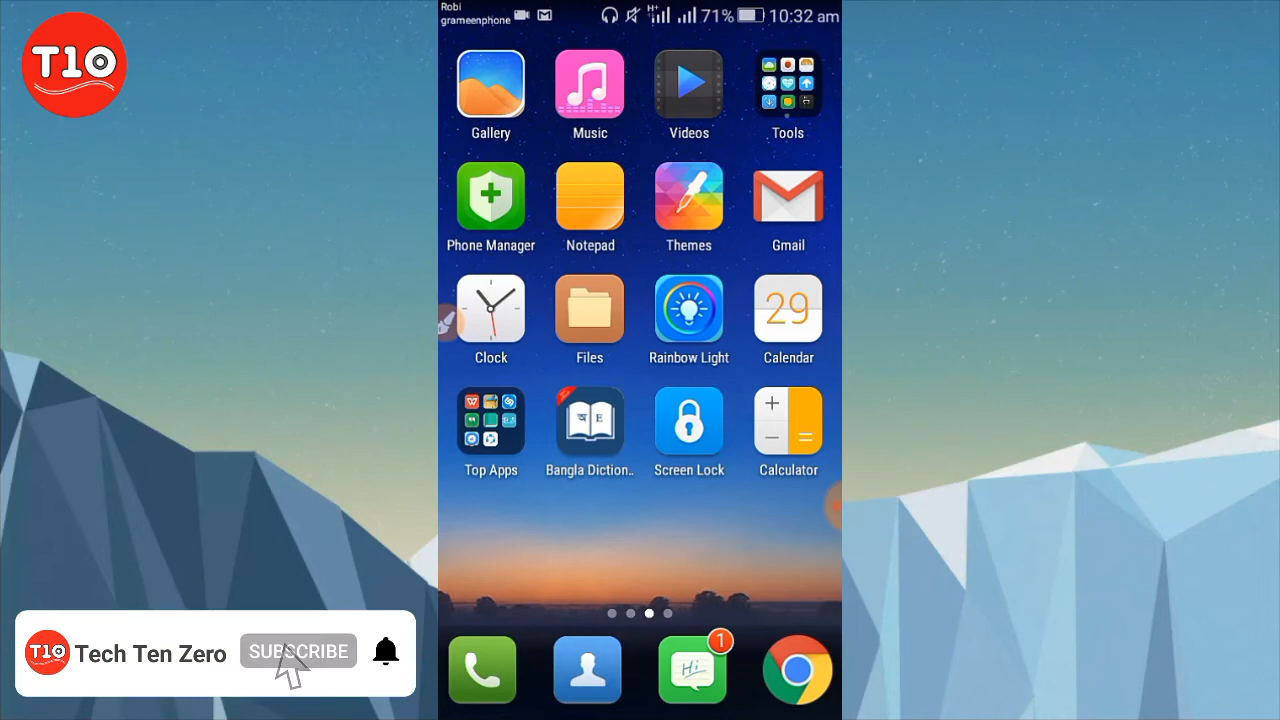 T10
Robi
grameenphone
71%
10:32 am
Gallery
Music
Videos
Tools
Phone Manager
Notepad
Themes
Gmail
29
Clock
Files
Rainbow Light
Calendar
অ E
Top Apps
Bangla Diction..
Screen Lock
Calculator
1
Hi
T10
Tech Ten Zero
SUBSCRIBE